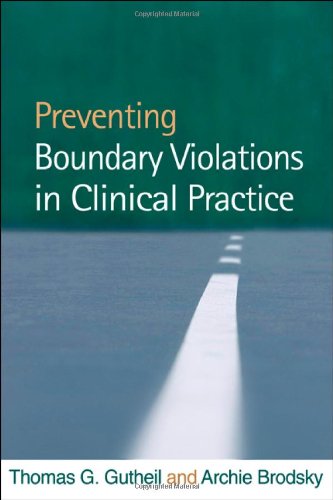 Preventing
Boundary Violations
in Clinical Practice
Thomas G. Gutheil and Archie Brodsky